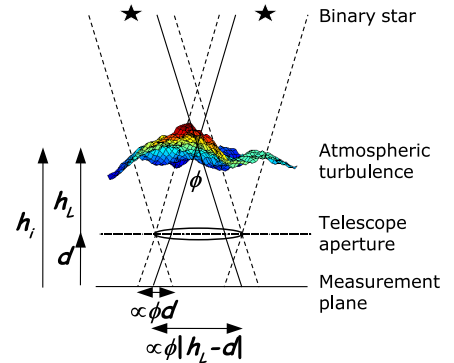 Binary star
Atmospheric
turbulence
ϕ
h_L
h_i
Telescope
aperture
d
Measurement
plane
∝ϕd
∝ϕ|h_L-d|